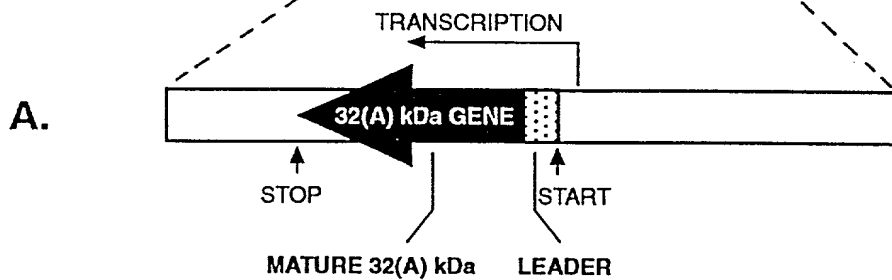 TRANSCRIPTION
A.
32(A) kDa GENE
STOP
START
MATURE 32(A) kDa
LEADER